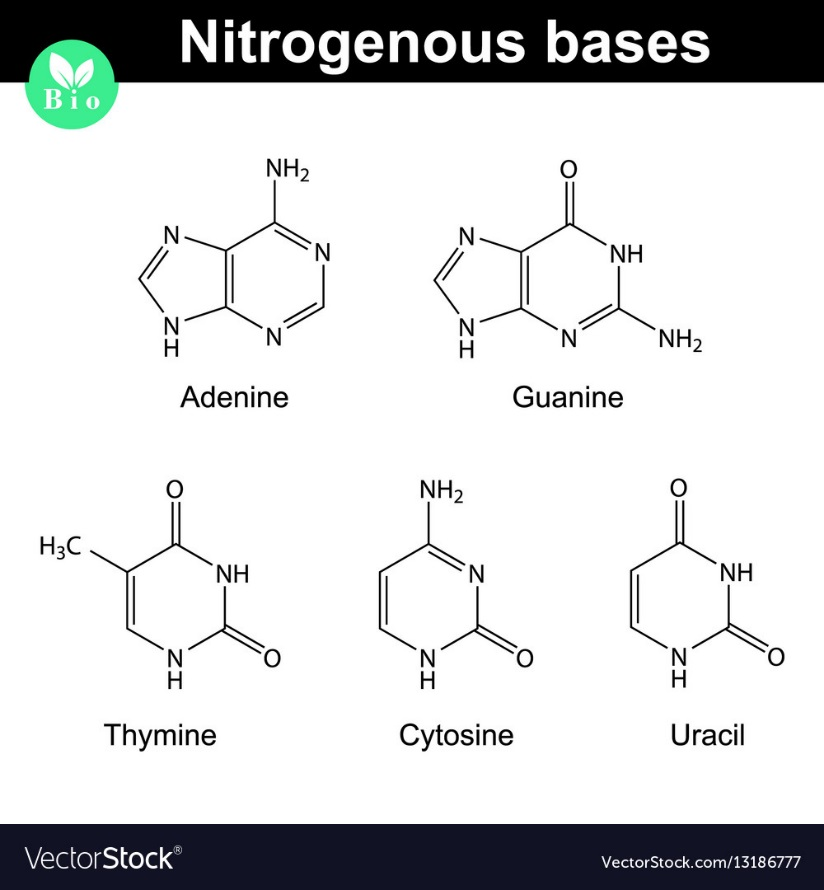 Nitrogenous bases
Bio
NH₂
N
N
N
H
N
Adenine
O
N
NH
N
H
N
NH₂
Guanine
O
H₃C
NH
N
H
O
Thymine
NH₂
N
N
H
O
Cytosine
O
NH
N
H
O
Uracil
VectorStock®
VectorStock.com/13186777